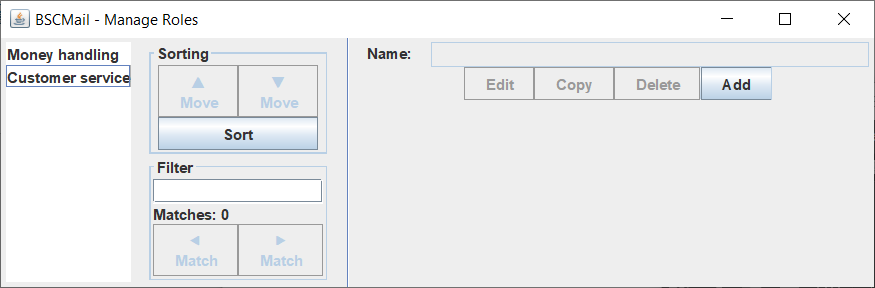 BSCMail - Manage Roles
Money handling
Customer service
Sorting
Move Move
Sort
Filter
Matches: 0
Match Match
Name:
Edit Copy Delete Add